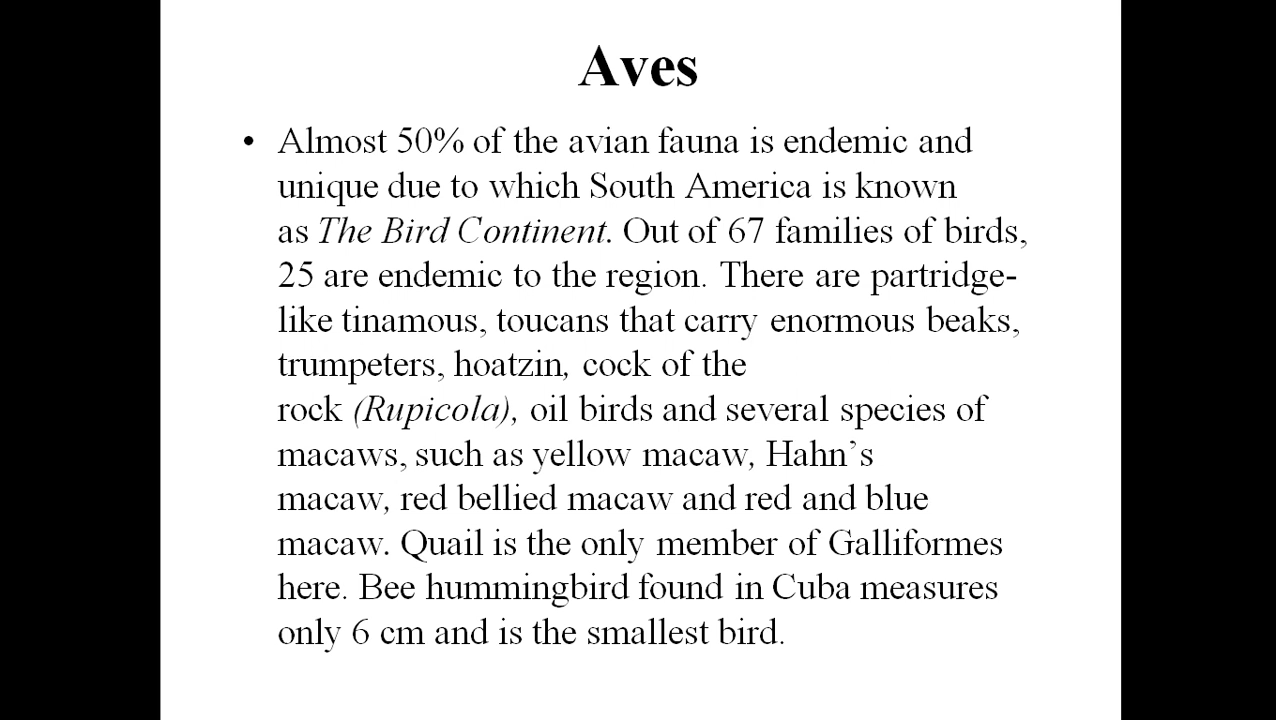 Aves
• Almost 50% of the avian fauna is endemic and
unique due to which South America is known
as The Bird Continent. Out of 67 families of birds,
25 are endemic to the region. There are partridge-
like tinamous, toucans that carry enormous beaks,
trumpeters, hoatzin, cock of the
rock (Rupicola), oil birds and several species of
macaws, such as yellow macaw, Hahn’s
macaw, red bellied macaw and red and blue
macaw. Quail is the only member of Galliformes
here. Bee hummingbird found in Cuba measures
only 6 cm and is the smallest bird.